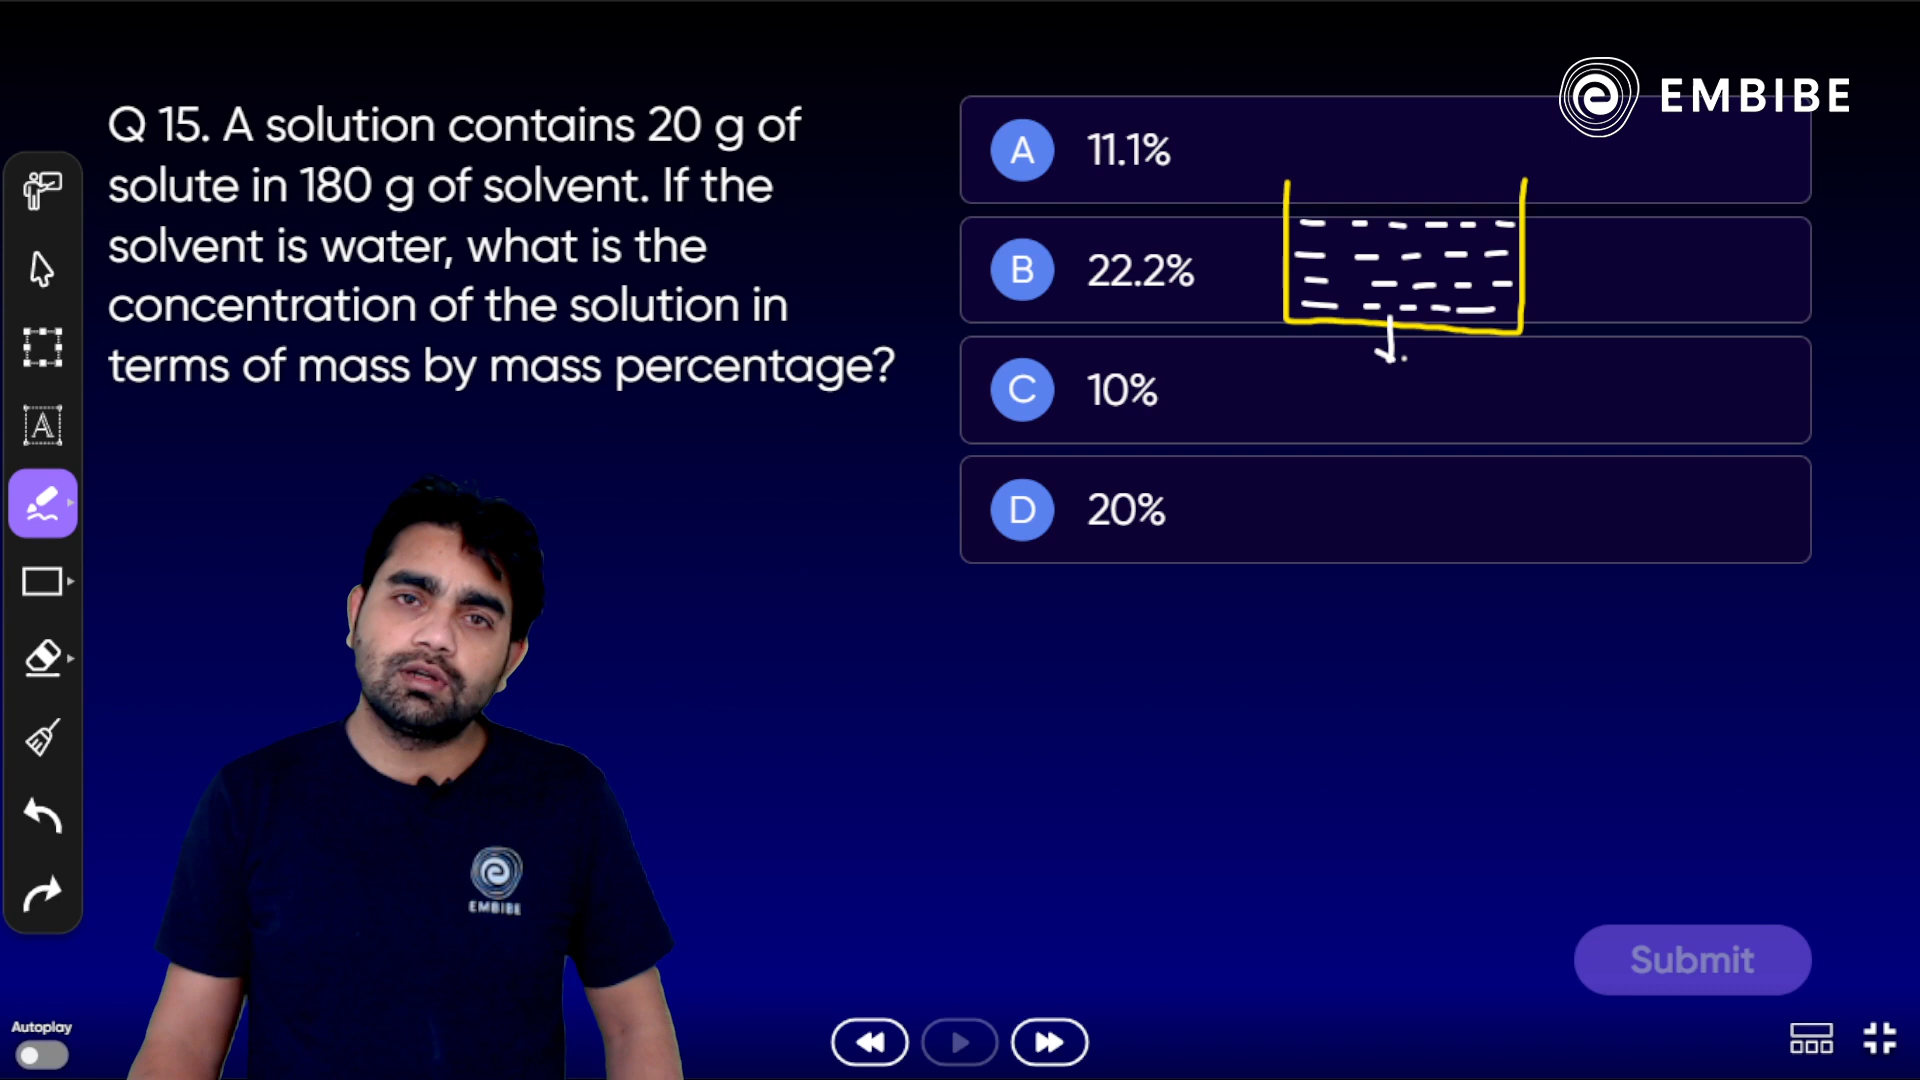 EMBIBE
Q 15. A solution contains 20 g of
solute in 180 g of solvent. If the
solvent is water, what is the
concentration of the solution in
terms of mass by mass percentage?
A 11.1%
B 22.2%
C 10%
D 20%
A
EMBIBE
Submit
Autoplay